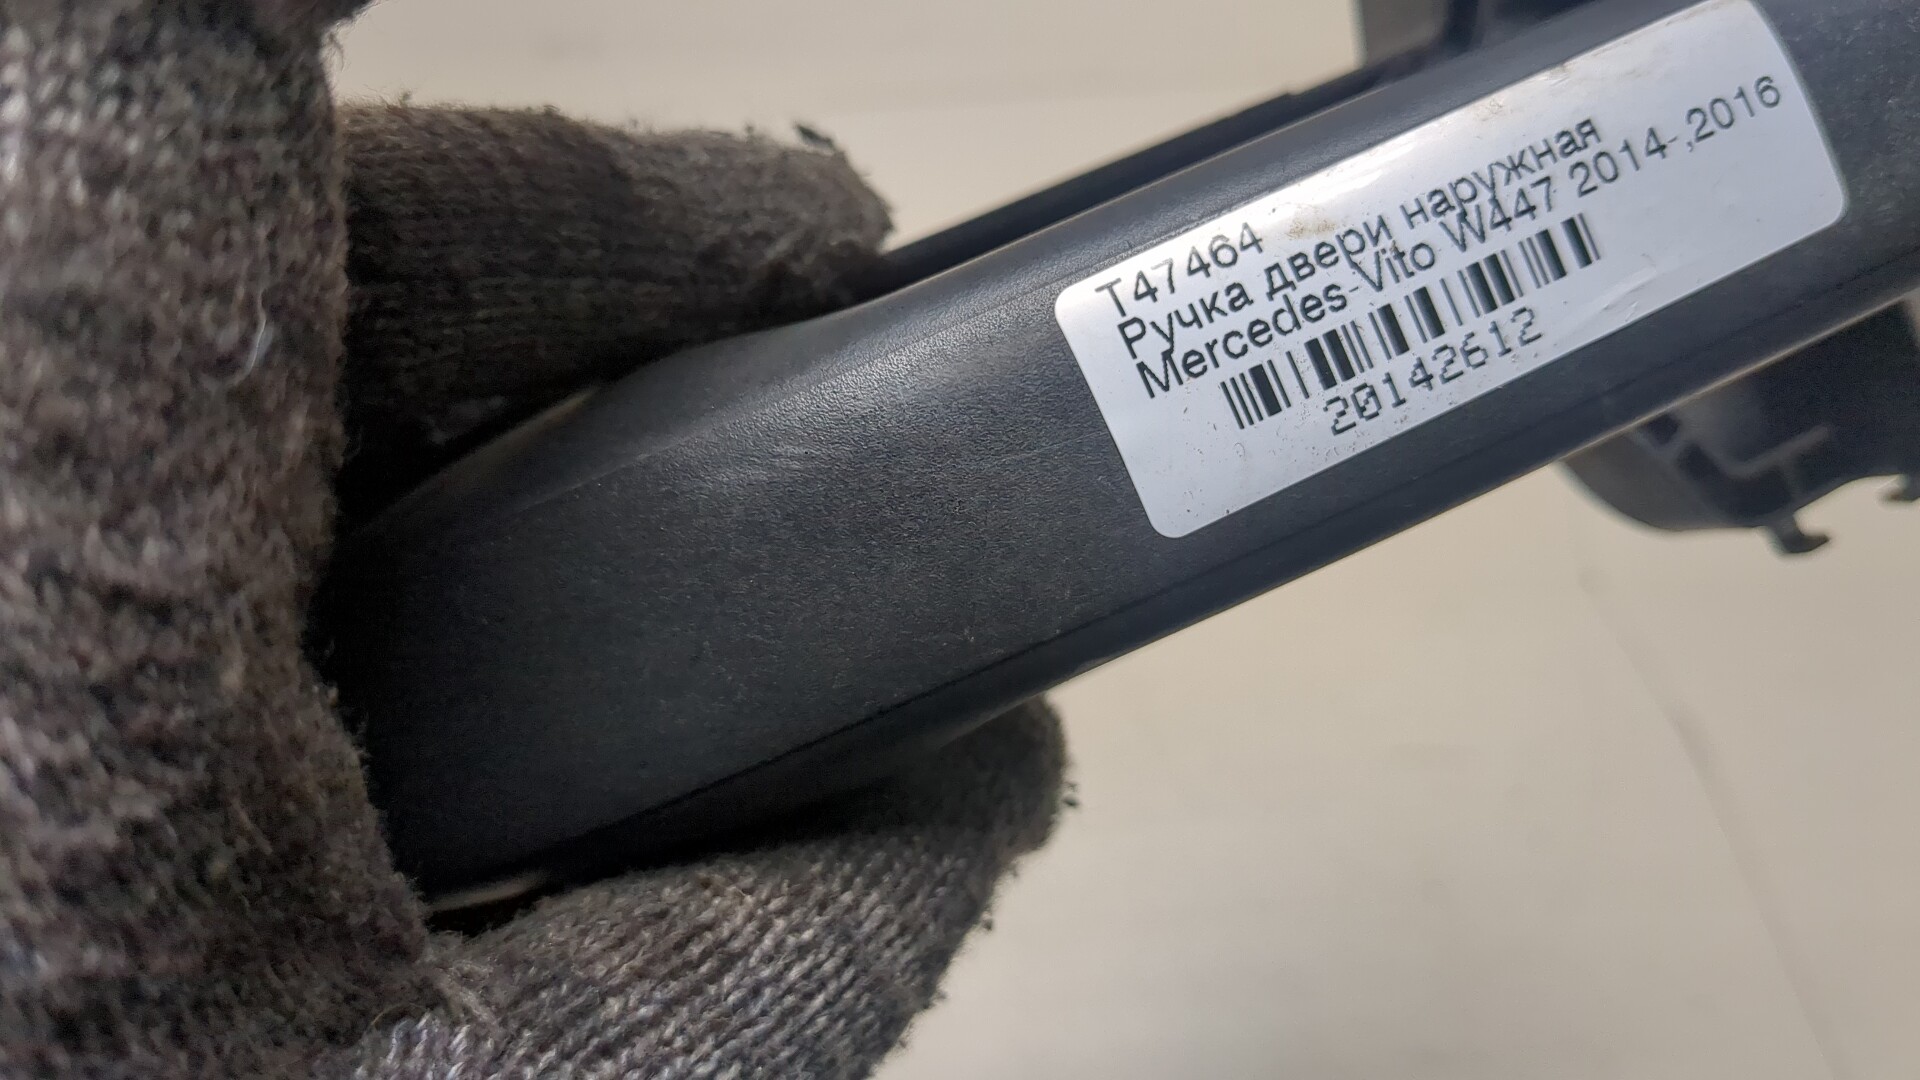 T47464
Ручка двери наружная
Mercedes-Vito W447 2014-,2016
20142612